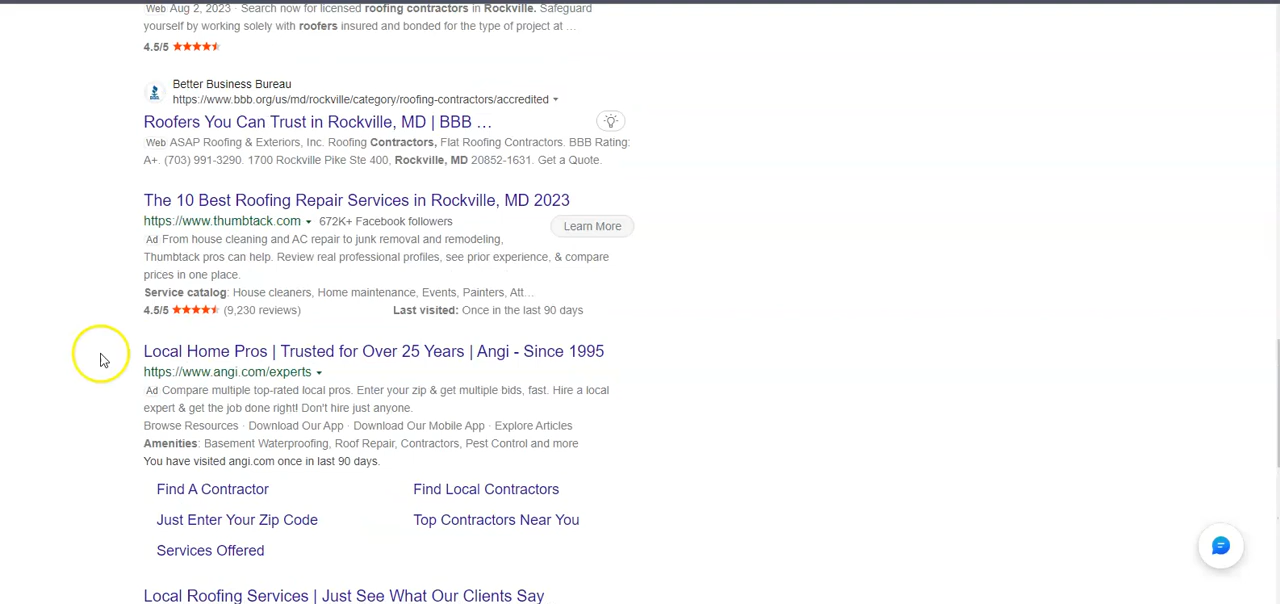 Web Aug 2, 2023 · Search now for licensed roofing contractors in Rockville. Safeguard
yourself by working solely with roofers insured and bonded for the type of project at …
4.5/5
Better Business Bureau
https://www.bbb.org/us/md/rockville/category/roofing-contractors/accredited
Roofers You Can Trust in Rockville, MD | BBB …
Web ASAP Roofing & Exteriors, Inc. Roofing Contractors, Flat Roofing Contractors. BBB Rating:
A+. (703) 991-3290. 1700 Rockville Pike Ste 400, Rockville, MD 20852-1631. Get a Quote.
The 10 Best Roofing Repair Services in Rockville, MD 2023
https://www.thumbtack.com 672K+ Facebook followers
Learn More
Ad From house cleaning and AC repair to junk removal and remodeling,
Thumbtack pros can help. Review real professional profiles, see prior experience, & compare
prices in one place.
Service catalog: House cleaners, Home maintenance, Events, Painters, Att…
4.5/5 (9,230 reviews) Last visited: Once in the last 90 days
Local Home Pros | Trusted for Over 25 Years | Angi - Since 1995
https://www.angi.com/experts
Ad Compare multiple top-rated local pros. Enter your zip & get multiple bids, fast. Hire a local
expert & get the job done right! Don't hire just anyone.
Browse Resources · Download Our App · Download Our Mobile App · Explore Articles
Amenities: Basement Waterproofing, Roof Repair, Contractors, Pest Control and more
You have visited angi.com once in last 90 days.
Find A Contractor Find Local Contractors
Just Enter Your Zip Code Top Contractors Near You
Services Offered
Local Roofing Services | Just See What Our Clients Say